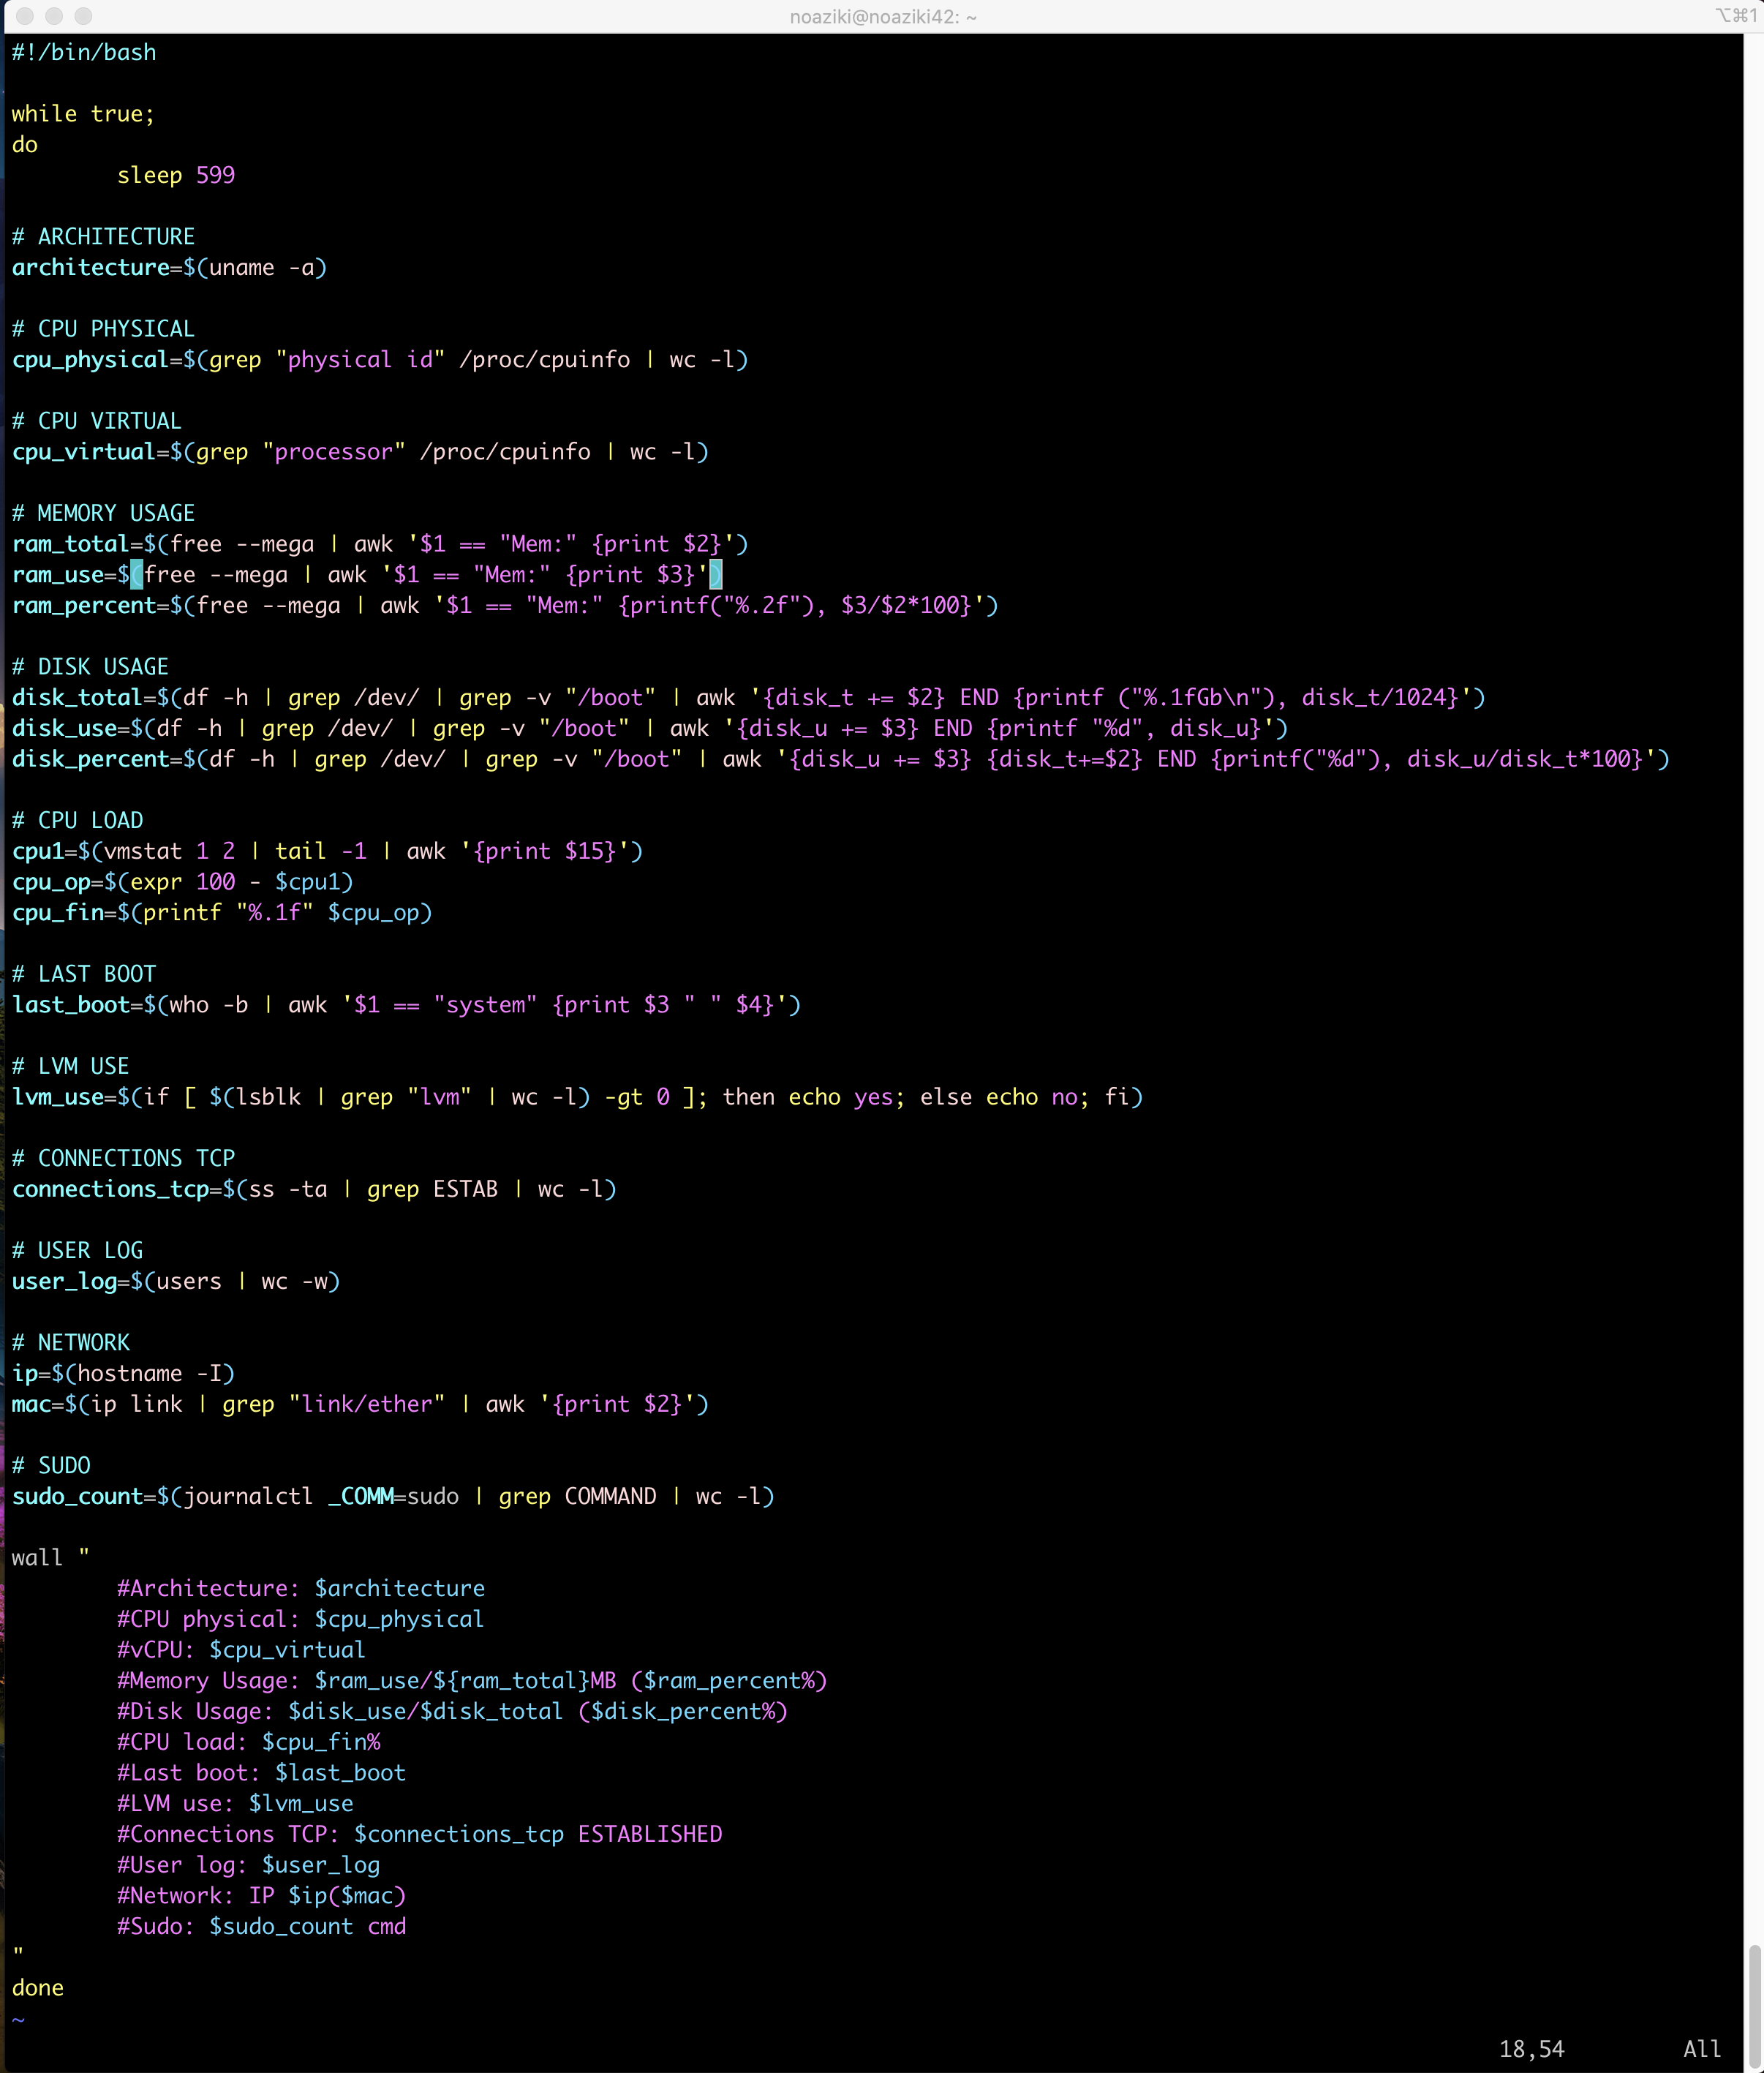 noaziki@noaziki42: ~
⌥⌘1
#!/bin/bash

while true;
do
        sleep 599

# ARCHITECTURE
architecture=$(uname -a)

# CPU PHYSICAL
cpu_physical=$(grep "physical id" /proc/cpuinfo | wc -l)

# CPU VIRTUAL
cpu_virtual=$(grep "processor" /proc/cpuinfo | wc -l)

# MEMORY USAGE
ram_total=$(free --mega | awk '$1 == "Mem:" {print $2}')
ram_use=$(free --mega | awk '$1 == "Mem:" {print $3}')
ram_percent=$(free --mega | awk '$1 == "Mem:" {printf("%.2f"), $3/$2*100}')

# DISK USAGE
disk_total=$(df -h | grep /dev/ | grep -v "/boot" | awk '{disk_t += $2} END {printf ("%.1fGb\n"), disk_t/1024}')
disk_use=$(df -h | grep /dev/ | grep -v "/boot" | awk '{disk_u += $3} END {printf "%d", disk_u}')
disk_percent=$(df -h | grep /dev/ | grep -v "/boot" | awk '{disk_u += $3} {disk_t+=$2} END {printf("%d"), disk_u/disk_t*100}')

# CPU LOAD
cpu1=$(vmstat 1 2 | tail -1 | awk '{print $15}')
cpu_op=$(expr 100 - $cpu1)
cpu_fin=$(printf "%.1f" $cpu_op)

# LAST BOOT
last_boot=$(who -b | awk '$1 == "system" {print $3 " " $4}')

# LVM USE
lvm_use=$(if [ $(lsblk | grep "lvm" | wc -l) -gt 0 ]; then echo yes; else echo no; fi)

# CONNECTIONS TCP
connections_tcp=$(ss -ta | grep ESTAB | wc -l)

# USER LOG
user_log=$(users | wc -w)

# NETWORK
ip=$(hostname -I)
mac=$(ip link | grep "link/ether" | awk '{print $2}')

# SUDO
sudo_count=$(journalctl _COMM=sudo | grep COMMAND | wc -l)

wall "
        #Architecture: $architecture
        #CPU physical: $cpu_physical
        #vCPU: $cpu_virtual
        #Memory Usage: $ram_use/${ram_total}MB ($ram_percent%)
        #Disk Usage: $disk_use/$disk_total ($disk_percent%)
        #CPU load: $cpu_fin%
        #Last boot: $last_boot
        #LVM use: $lvm_use
        #Connections TCP: $connections_tcp ESTABLISHED
        #User log: $user_log
        #Network: IP $ip($mac)
        #Sudo: $sudo_count cmd
"
done
~
18,54 All